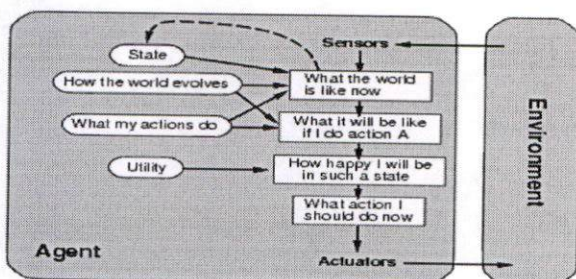 Sensors
State
How the world evolves
What the world
is like now
What my actions do
What it will be like
if I do action A
Utility
How happy I will be
in such a state
What action I
should do now
Agent
Actuators
Environment